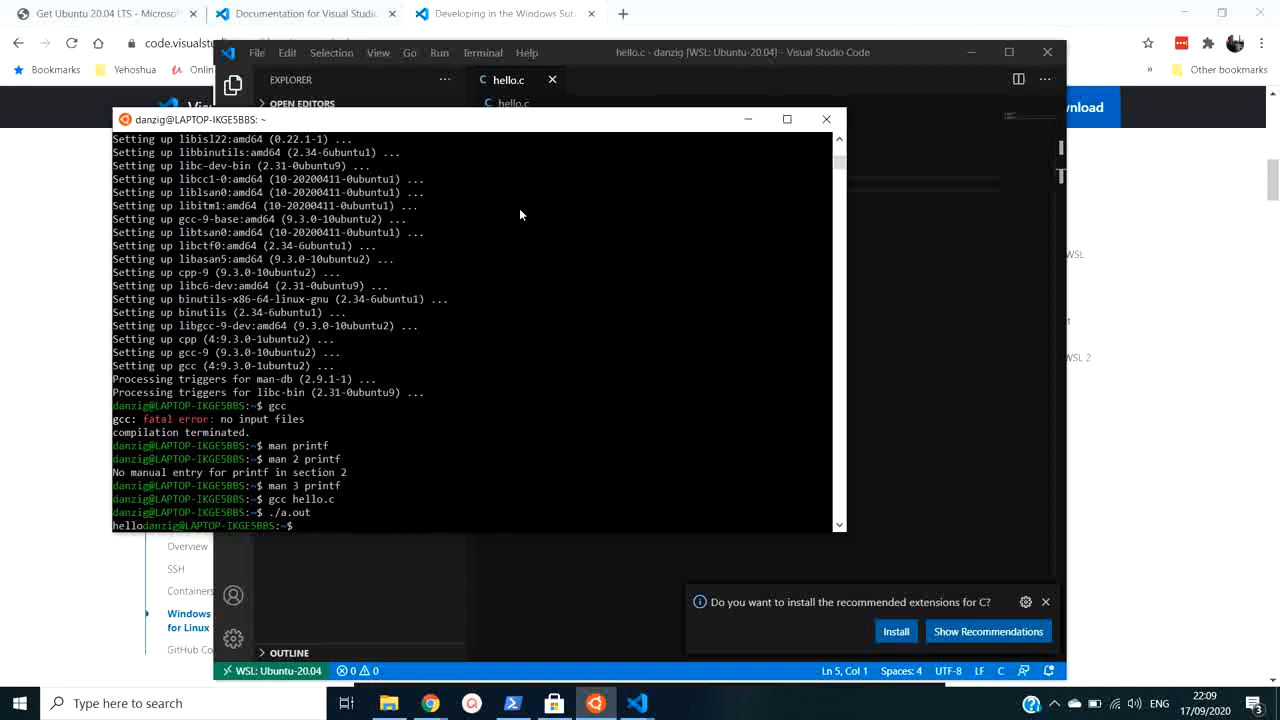 Get Ubuntu 20.04 LTS - Microsof
Documentation for Visual Studio
Developing in the Windows Sub
code.visualstu
Bookmarks
Yehoshua
Onlin
Other bookmarks
File Edit Selection View Go Run Terminal Help
hello.c - danzig [WSL: Ubuntu-20.04] - Visual Studio Code
EXPLORER
hello.c
OPEN EDITORS
hello.c
wnload
danzig@LAPTOP-IKGE5BBS: ~
Setting up libisl22:amd64 (0.22.1-1) ...
Setting up libbinutils:amd64 (2.34-6ubuntu1) ...
Setting up libc-dev-bin (2.31-0ubuntu9) ...
Setting up libcc1-0:amd64 (10-20200411-0ubuntu1) ...
Setting up liblsan0:amd64 (10-20200411-0ubuntu1) ...
Setting up libitm1:amd64 (10-20200411-0ubuntu1) ...
Setting up gcc-9-base:amd64 (9.3.0-10ubuntu2) ...
Setting up libtsan0:amd64 (10-20200411-0ubuntu1) ...
Setting up libctf0:amd64 (2.34-6ubuntu1) ...
Setting up libasan5:amd64 (9.3.0-10ubuntu2) ...
Setting up cpp-9 (9.3.0-10ubuntu2) ...
Setting up libc6-dev:amd64 (2.31-0ubuntu9) ...
Setting up binutils-x86-64-linux-gnu (2.34-6ubuntu1) ...
Setting up binutils (2.34-6ubuntu1) ...
Setting up libgcc-9-dev:amd64 (9.3.0-10ubuntu2) ...
Setting up cpp (4:9.3.0-1ubuntu2) ...
Setting up gcc-9 (9.3.0-10ubuntu2) ...
Setting up gcc (4:9.3.0-1ubuntu2) ...
Processing triggers for man-db (2.9.1-1) ...
Processing triggers for libc-bin (2.31-0ubuntu9) ...
danzig@LAPTOP-IKGE5BBS:~$ gcc
gcc: fatal error: no input files
compilation terminated.
danzig@LAPTOP-IKGE5BBS:~$ man printf
danzig@LAPTOP-IKGE5BBS:~$ man 2 printf
No manual entry for printf in section 2
danzig@LAPTOP-IKGE5BBS:~$ man 3 printf
danzig@LAPTOP-IKGE5BBS:~$ gcc hello.c
danzig@LAPTOP-IKGE5BBS:~$ ./a.out
hellodanzig@LAPTOP-IKGE5BBS:~$
WSL
WSL 2
Overview
SSH
Containers
Windows
for Linux
GitHub Co
Do you want to install the recommended extensions for C?
Install
Show Recommendations
OUTLINE
WSL: Ubuntu-20.04
0 0
Ln 5, Col 1 Spaces: 4 UTF-8 LF C
Type here to search
ENG
22:09
17/09/2020
3